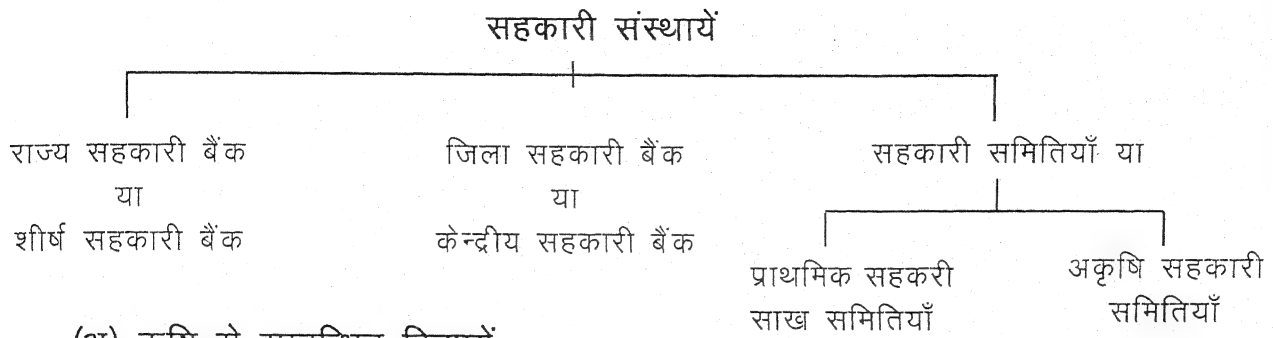 सहकारी संस्थायें
राज्य सहकारी बैंक
या
शीर्ष सहकारी बैंक
जिला सहकारी बैंक
या
केन्द्रीय सहकारी बैंक
सहकारी समितियाँ या
प्राथमिक सहकरी
साख समितियाँ
अकृषि सहकारी
समितियाँ